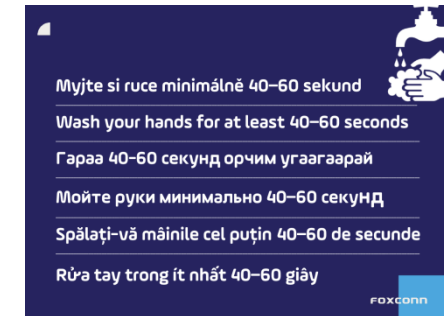 Myjte si ruce minimálně 40–60 sekund
Wash your hands for at least 40–60 seconds
Гараа 40-60 секунд орчим угаагаарай
Мойте руки минимально 40–60 секунд
Spălați-vă mâinile cel puțin 40–60 de secunde
Rửa tay trong ít nhất 40–60 giây
FOXCONN